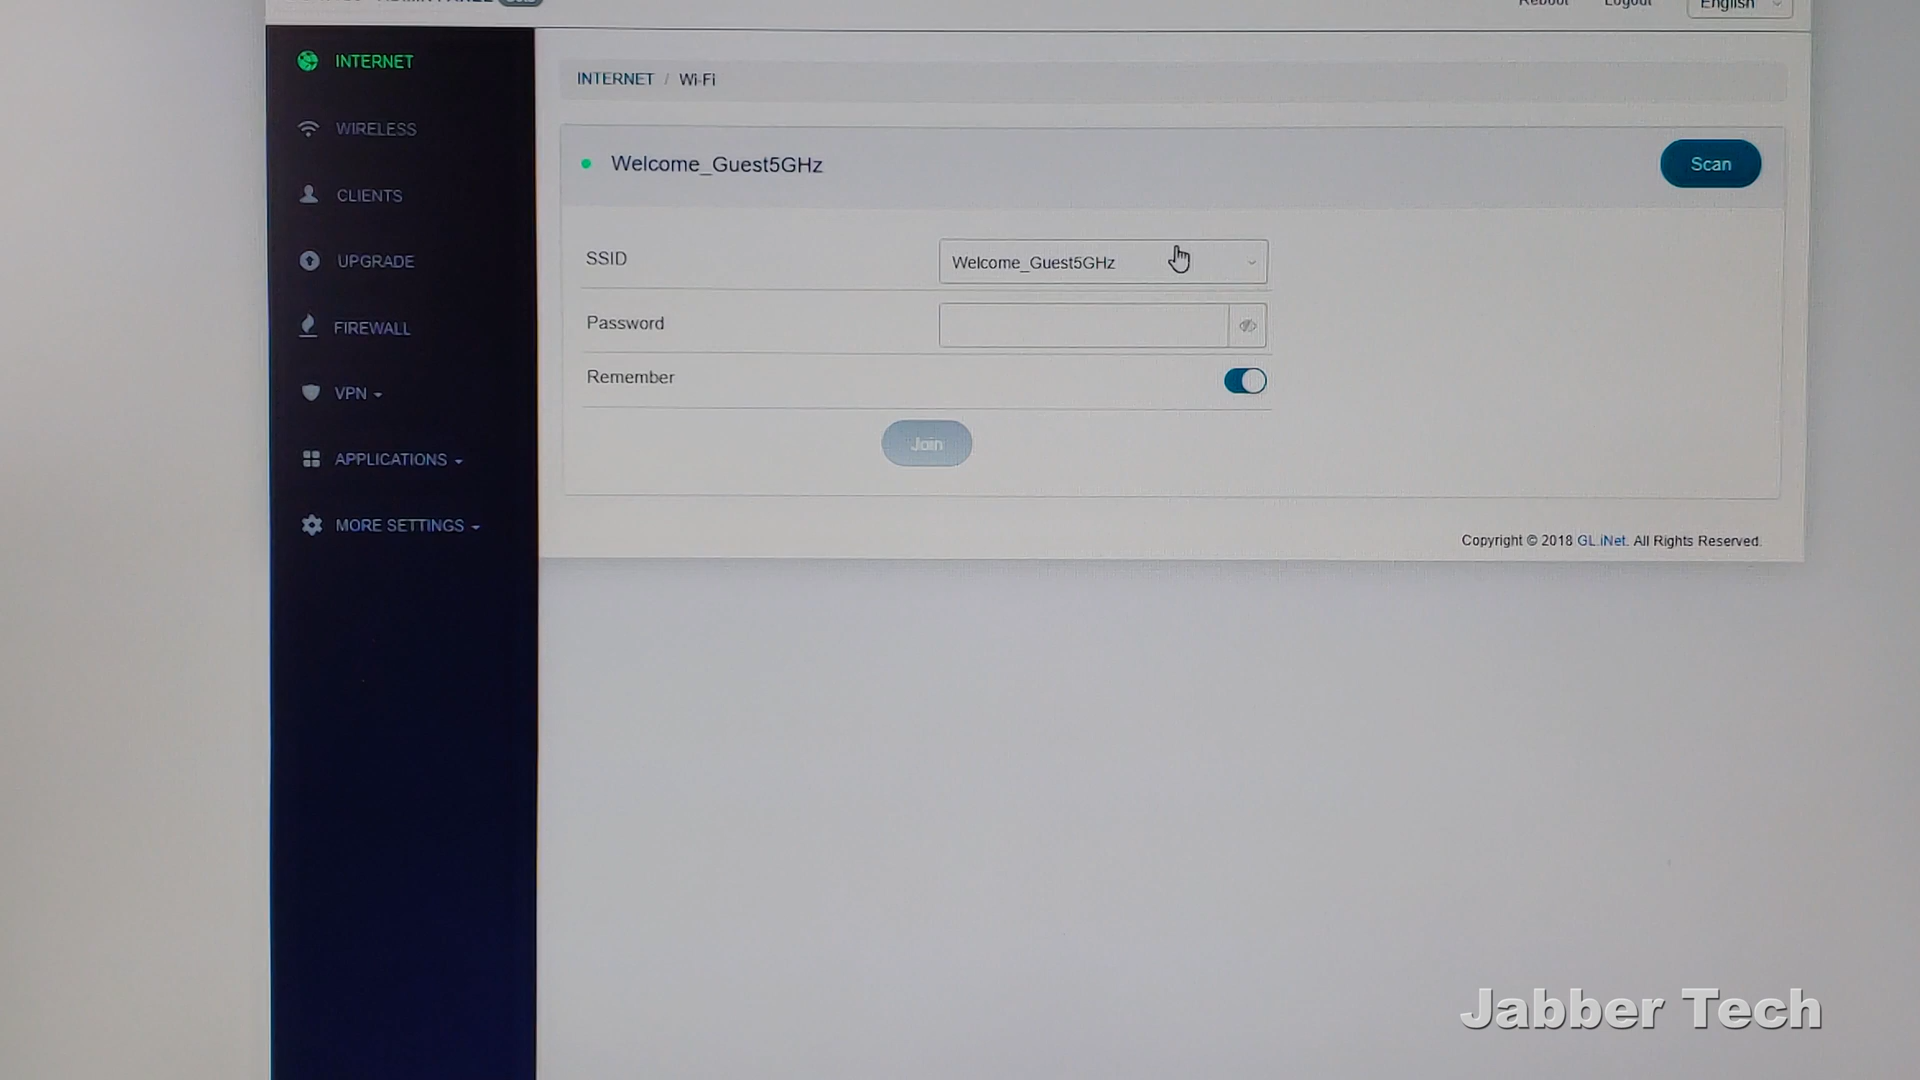 Reboot Logout English
INTERNET
WIRELESS
CLIENTS
UPGRADE
FIREWALL
VPN
APPLICATIONS
MORE SETTINGS
INTERNET / Wi-Fi
Welcome_Guest5GHz
Scan
SSID
Welcome_Guest5GHz
Password
Remember
Join
Copyright © 2018 GL.iNet. All Rights Reserved.
Jabber Tech